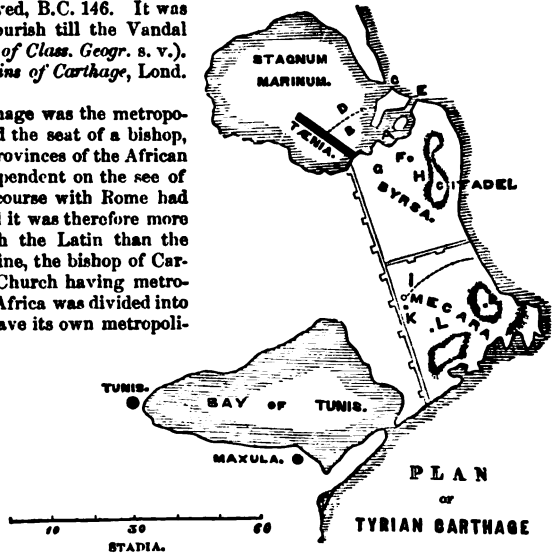 red, B.C. 146. It was
ourish till the Vandal
of Class. Geogr. s. v.).
ins of Carthage, Lond.
hage was the metropo-
d the seat of a bishop,
rovinces of the African
pendent on the see of
course with Rome had
it was therefore more
h the Latin than the
ine, the bishop of Car-
Church having metro-
Africa was divided into
ave its own metropoli-
STAGNUM
MARINUM.
C
E
D
B
A
TÆNIA.
F
G
H
CITADEL
BYRSA.
I
MEGARA
K
L
TUNIS.
BAY OF TUNIS.
MAXULA.
PLAN
OF
TYRIAN CARTHAGE
10 30 60
STADIA.